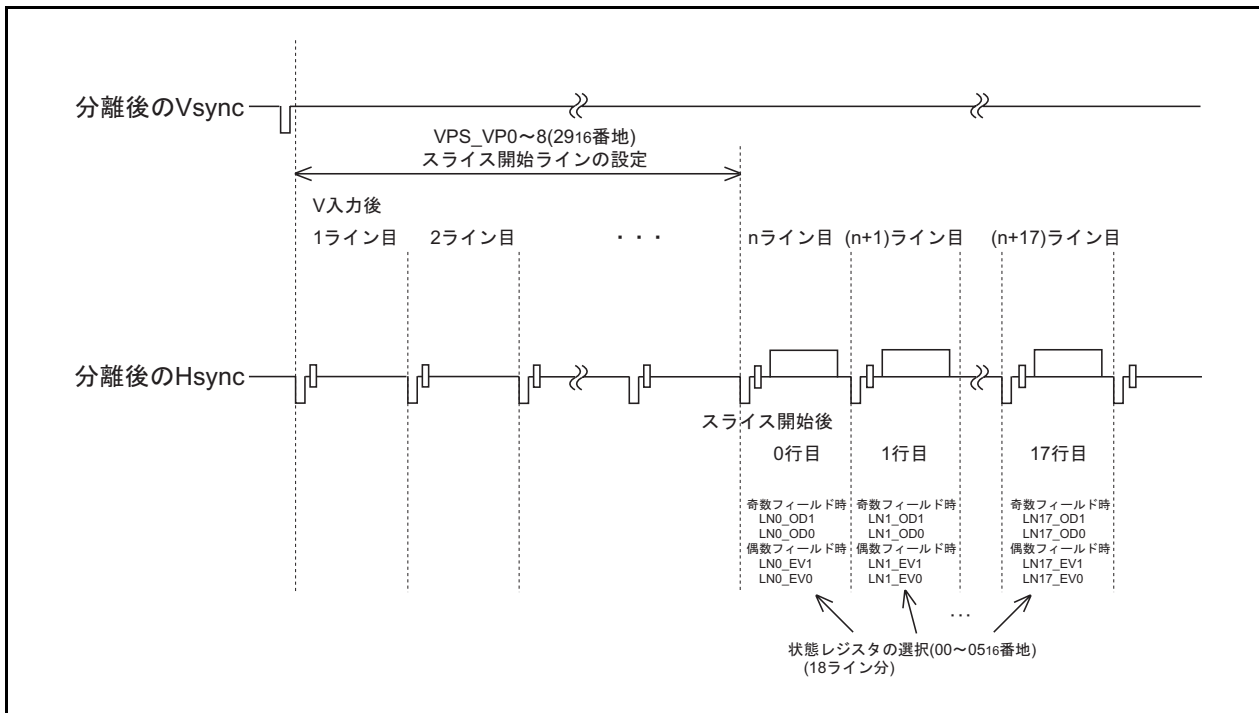 分離後のVsync
VPS_VP0～8(2916番地)
スライス開始ラインの設定
V入力後
1ライン目 2ライン目 ・・・ nライン目 (n+1)ライン目 (n+17)ライン目
分離後のHsync
スライス開始後
0行目 1行目 17行目
奇数フィールド時 奇数フィールド時 奇数フィールド時
LN0_OD1 LN1_OD1 LN17_OD1
LN0_OD0 LN1_OD0 LN17_OD0
偶数フィールド時 偶数フィールド時 偶数フィールド時
LN0_EV1 LN1_EV1 LN17_EV1
LN0_EV0 LN1_EV0 LN17_EV0
...
状態レジスタの選択(00～0516番地)
(18ライン分)